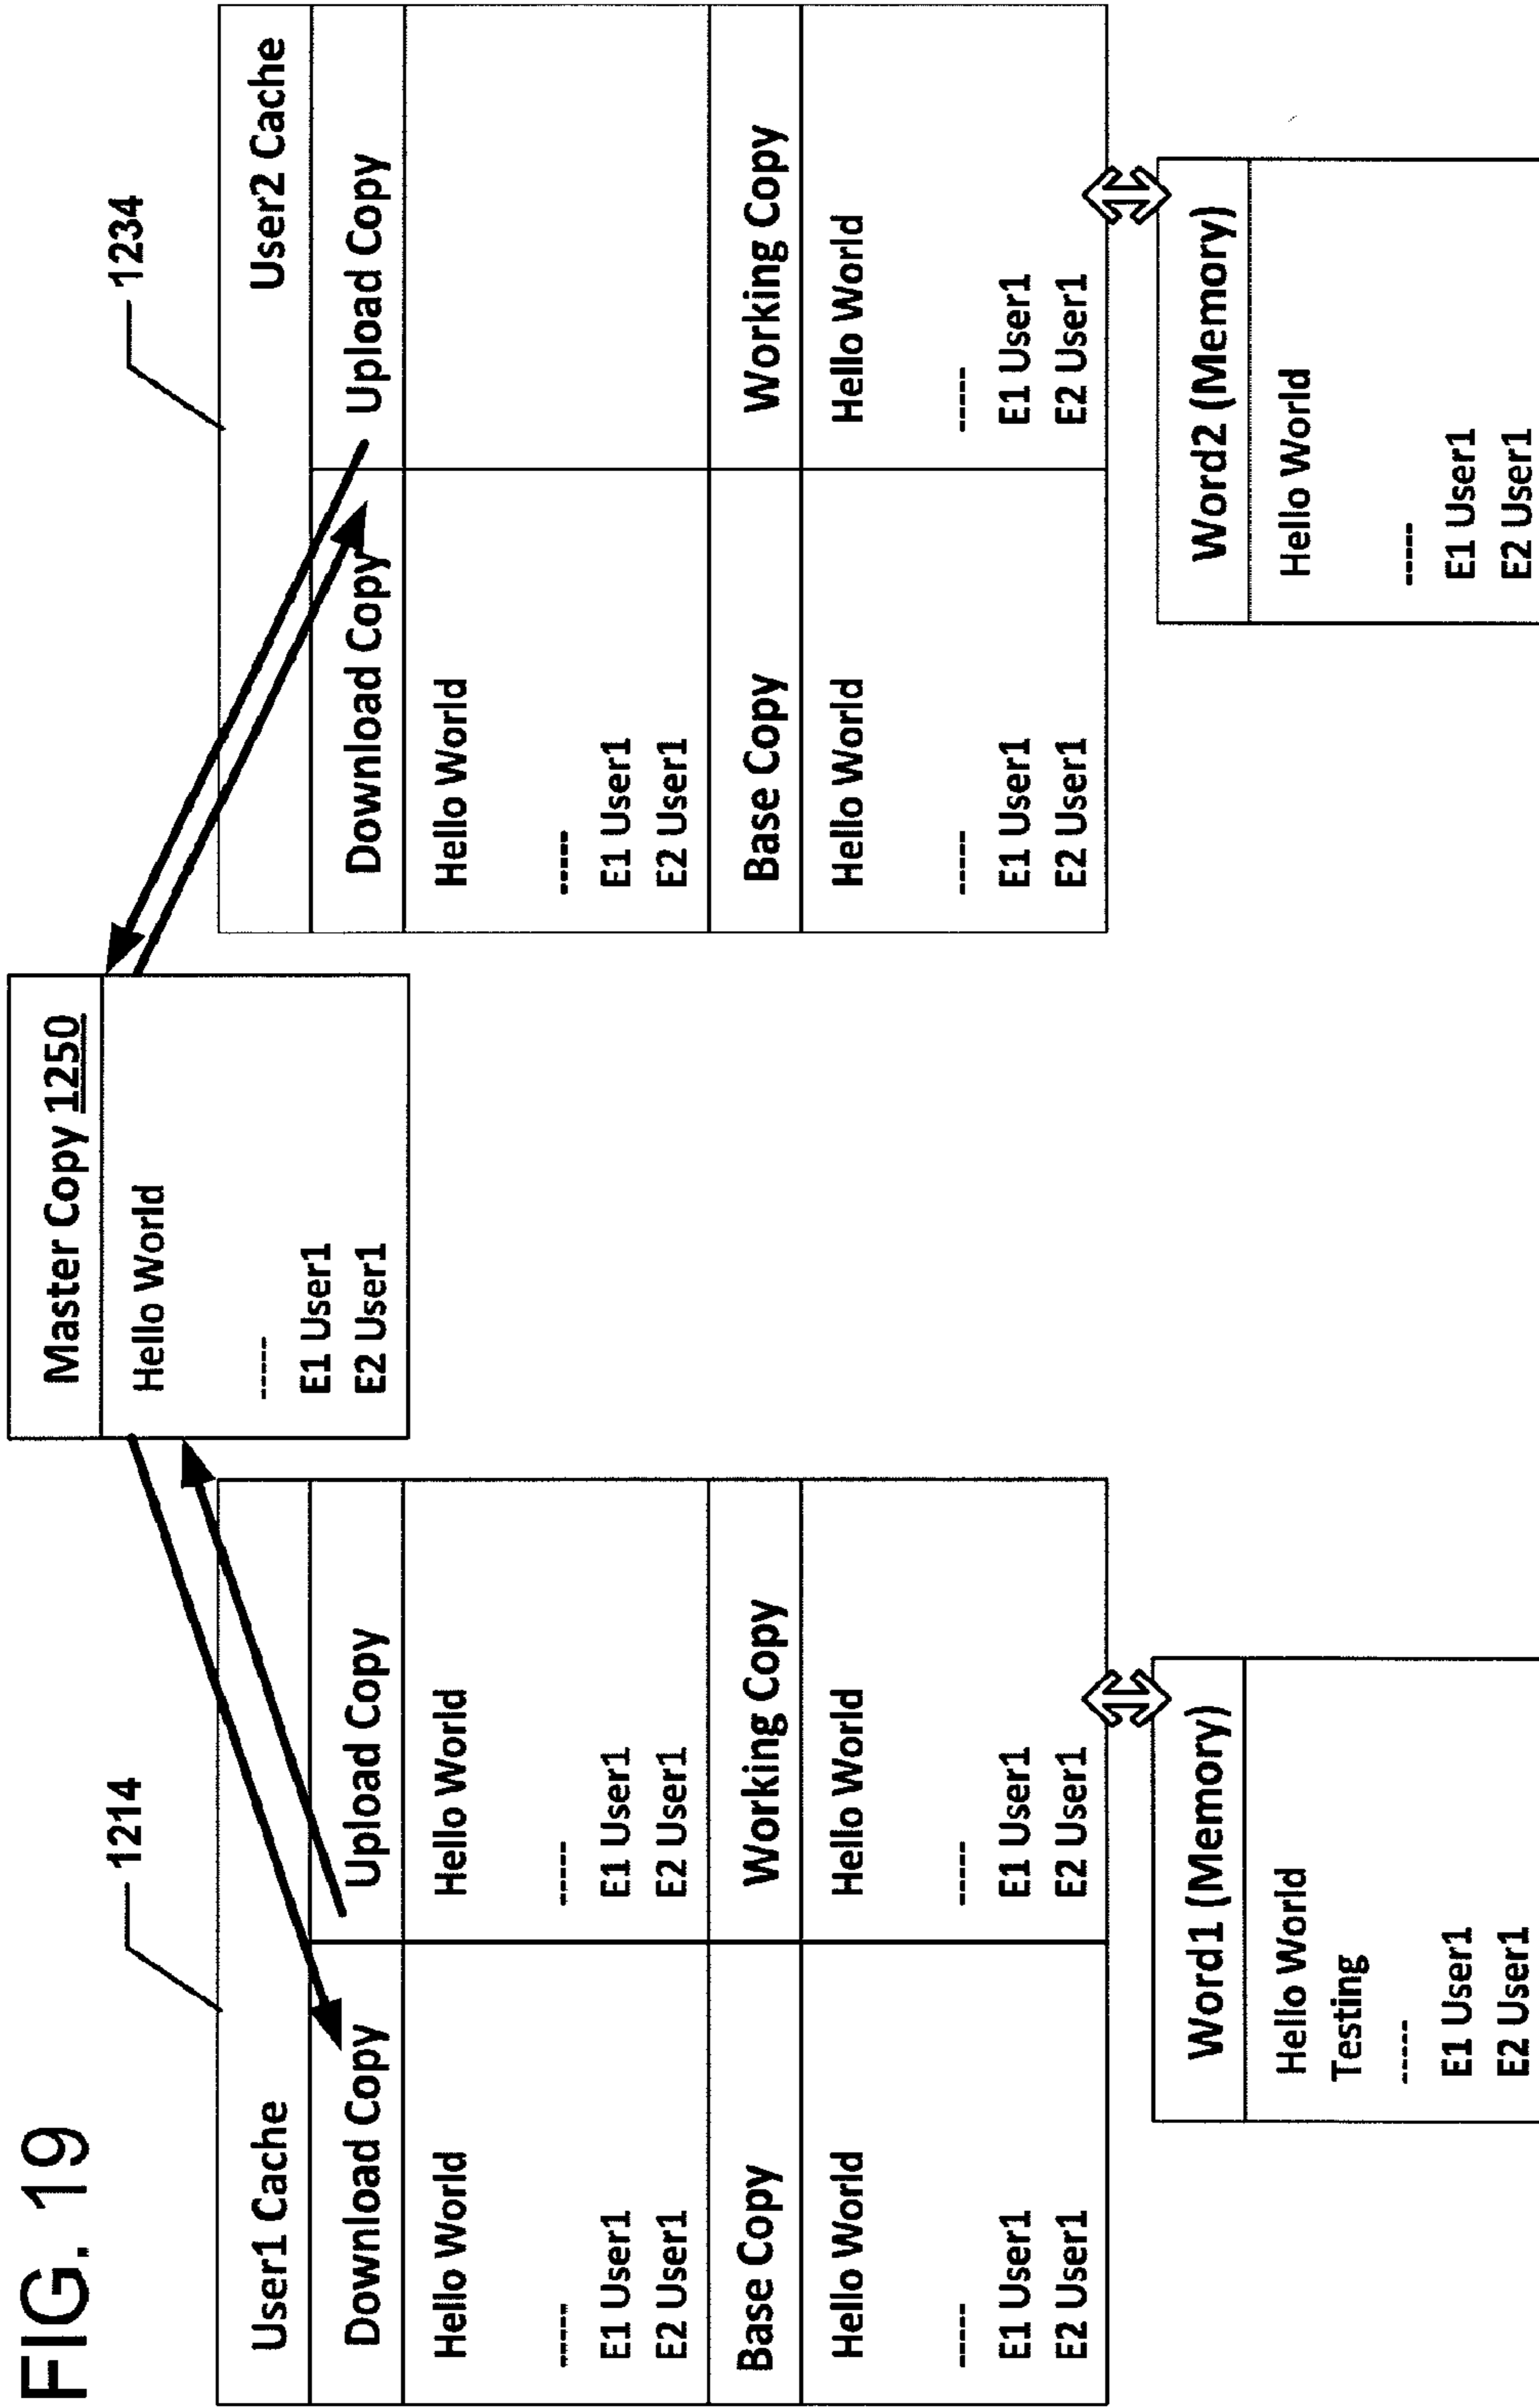 FIG. 19
Master Copy 1250
Hello World
-----
E1 User1
E2 User1
1214
User1 Cache
Download Copy
Hello World
-----
E1 User1
E2 User1
Upload Copy
Hello World
-----
E1 User1
E2 User1
Base Copy
Hello World
-----
E1 User1
E2 User1
Working Copy
Hello World
-----
E1 User1
E2 User1
Word1 (Memory)
Hello World
Testing
-----
E1 User1
E2 User1
1234
User2 Cache
Download Copy
Hello World
-----
E1 User1
E2 User1
Upload Copy
Base Copy
Hello World
-----
E1 User1
E2 User1
Working Copy
Hello World
-----
E1 User1
E2 User1
Word2 (Memory)
Hello World
-----
E1 User1
E2 User1